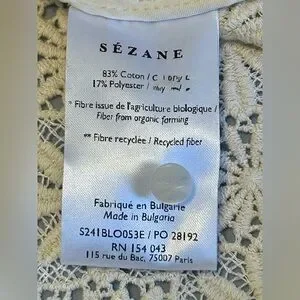 SÉZANE
83% Coton /
17% Polyester /
* Fibre issue de l'agriculture biologique /
Fiber from organic farming
** Fibre recyclée / Recycled fiber
Fabriqué en Bulgarie
Made in Bulgaria
S241BLO053E / PO 28192
RN 154 043
115 rue du Bac, 75007 Paris